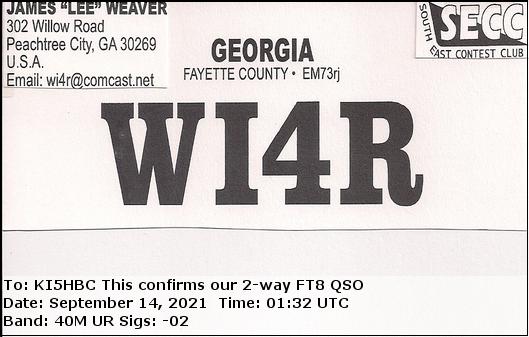 JAMES "LEE" WEAVER
302 Willow Road
Peachtree City, GA 30269
U.S.A.
Email: wi4r@comcast.net
GEORGIA
FAYETTE COUNTY • EM73rj
SOUTH
SECC
EAST CONTEST CLUB
WI4R
To: KI5HBC This confirms our 2-way FT8 QSO
Date: September 14, 2021 Time: 01:32 UTC
Band: 40M UR Sigs: -02